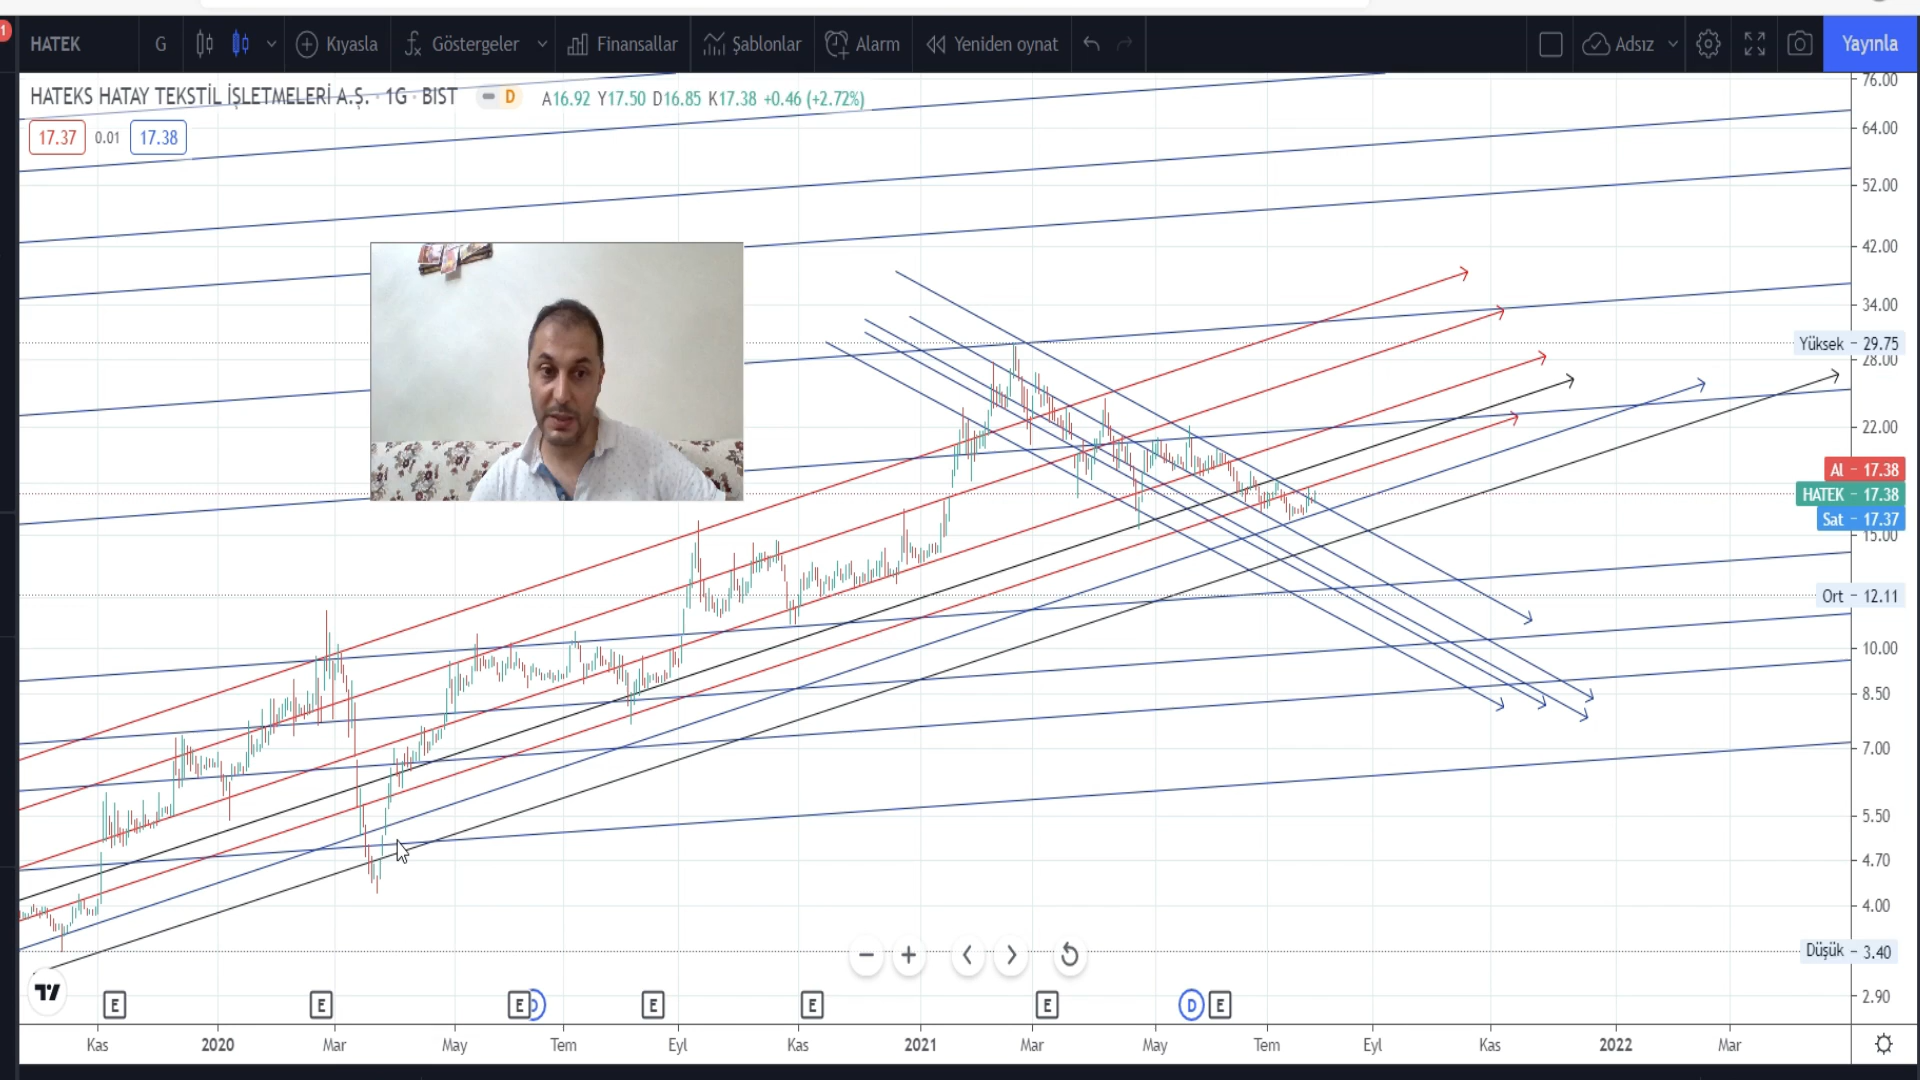 1
HATEK G Kıyasla Göstergeler Finansallar Şablonlar Alarm Yeniden oynat Adsız Yayınla
HATEKS HATAY TEKSTİL İŞLETMELERİ A.Ş. · 1G · BIST D A16.92 Y17.50 D16.85 K17.38 +0.46 (+2.72%)
17.37 0.01 17.38
76.00
64.00
52.00
42.00
34.00
Yüksek - 29.75
28.00
22.00
Al - 17.38
HATEK - 17.38
Sat - 17.37
15.00
Ort - 12.11
10.00
8.50
7.00
5.50
4.70
4.00
Düşük - 3.40
2.90
E E E D E E E D E
Kas 2020 Mar May Tem Eyl Kas 2021 Mar May Tem Eyl Kas 2022 Mar